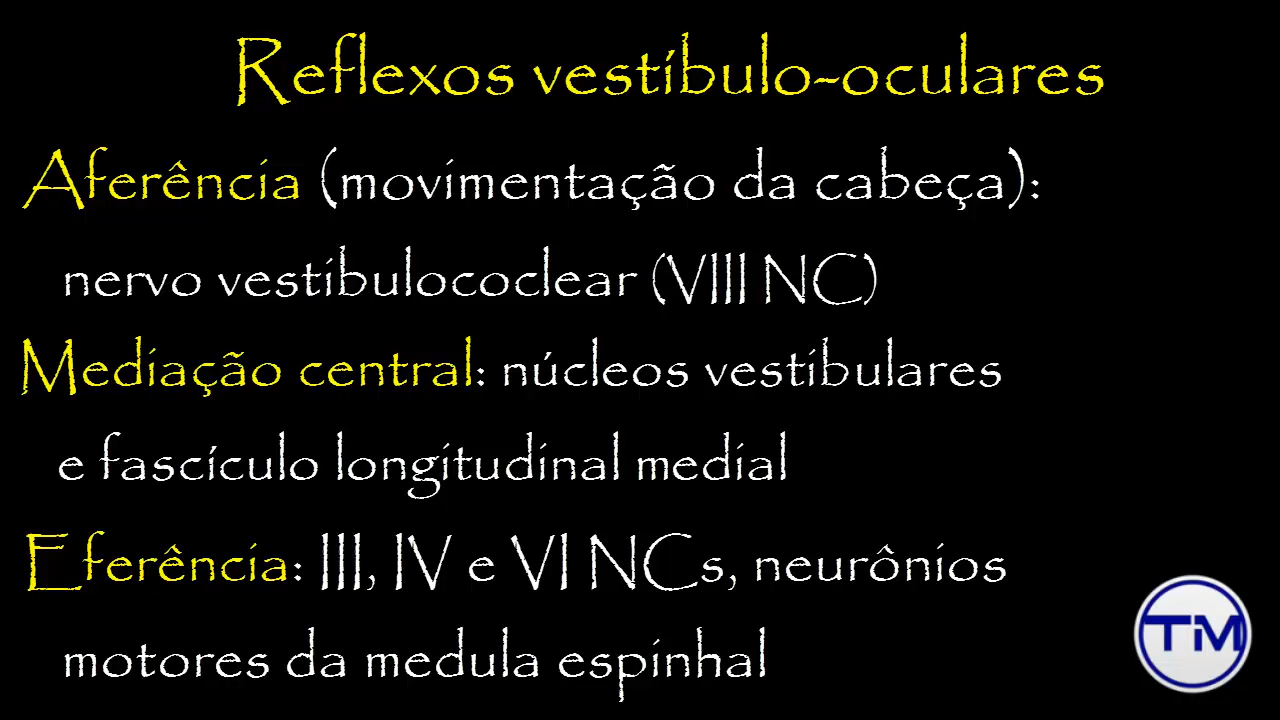 Reflexos vestíbulo-oculares
Aferência (movimentação da cabeça):
nervo vestibulococlear (VIII NC)
Mediação central: núcleos vestibulares
e fascículo longitudinal medial
Eferência: III, IV e VI NCs, neurônios
motores da medula espinhal
TM